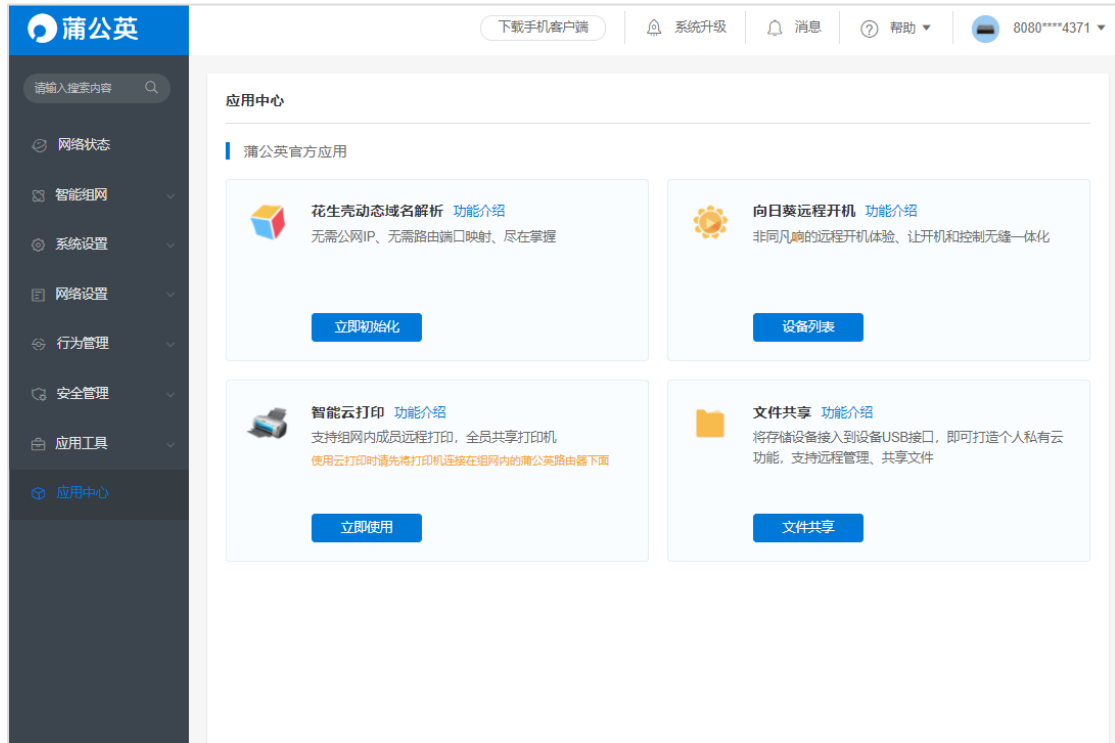 蒲公英
下载手机客户端
系统升级
消息
帮助
8080****4371
请输入搜索内容
网络状态
智能组网
系统设置
网络设置
行为管理
安全管理
应用工具
应用中心
应用中心
蒲公英官方应用
花生壳动态域名解析 功能介绍
无需公网IP、无需路由端口映射、尽在掌握
立即初始化
向日葵远程开机 功能介绍
非同凡响的远程开机体验、让开机和控制无缝一体化
设备列表
智能云打印 功能介绍
支持组网内成员远程打印，全员共享打印机
使用云打印时请先将打印机连接在组网内的蒲公英路由器下面
立即使用
文件共享 功能介绍
将存储设备接入到设备USB接口，即可打造个人私有云
功能，支持远程管理、共享文件
文件共享